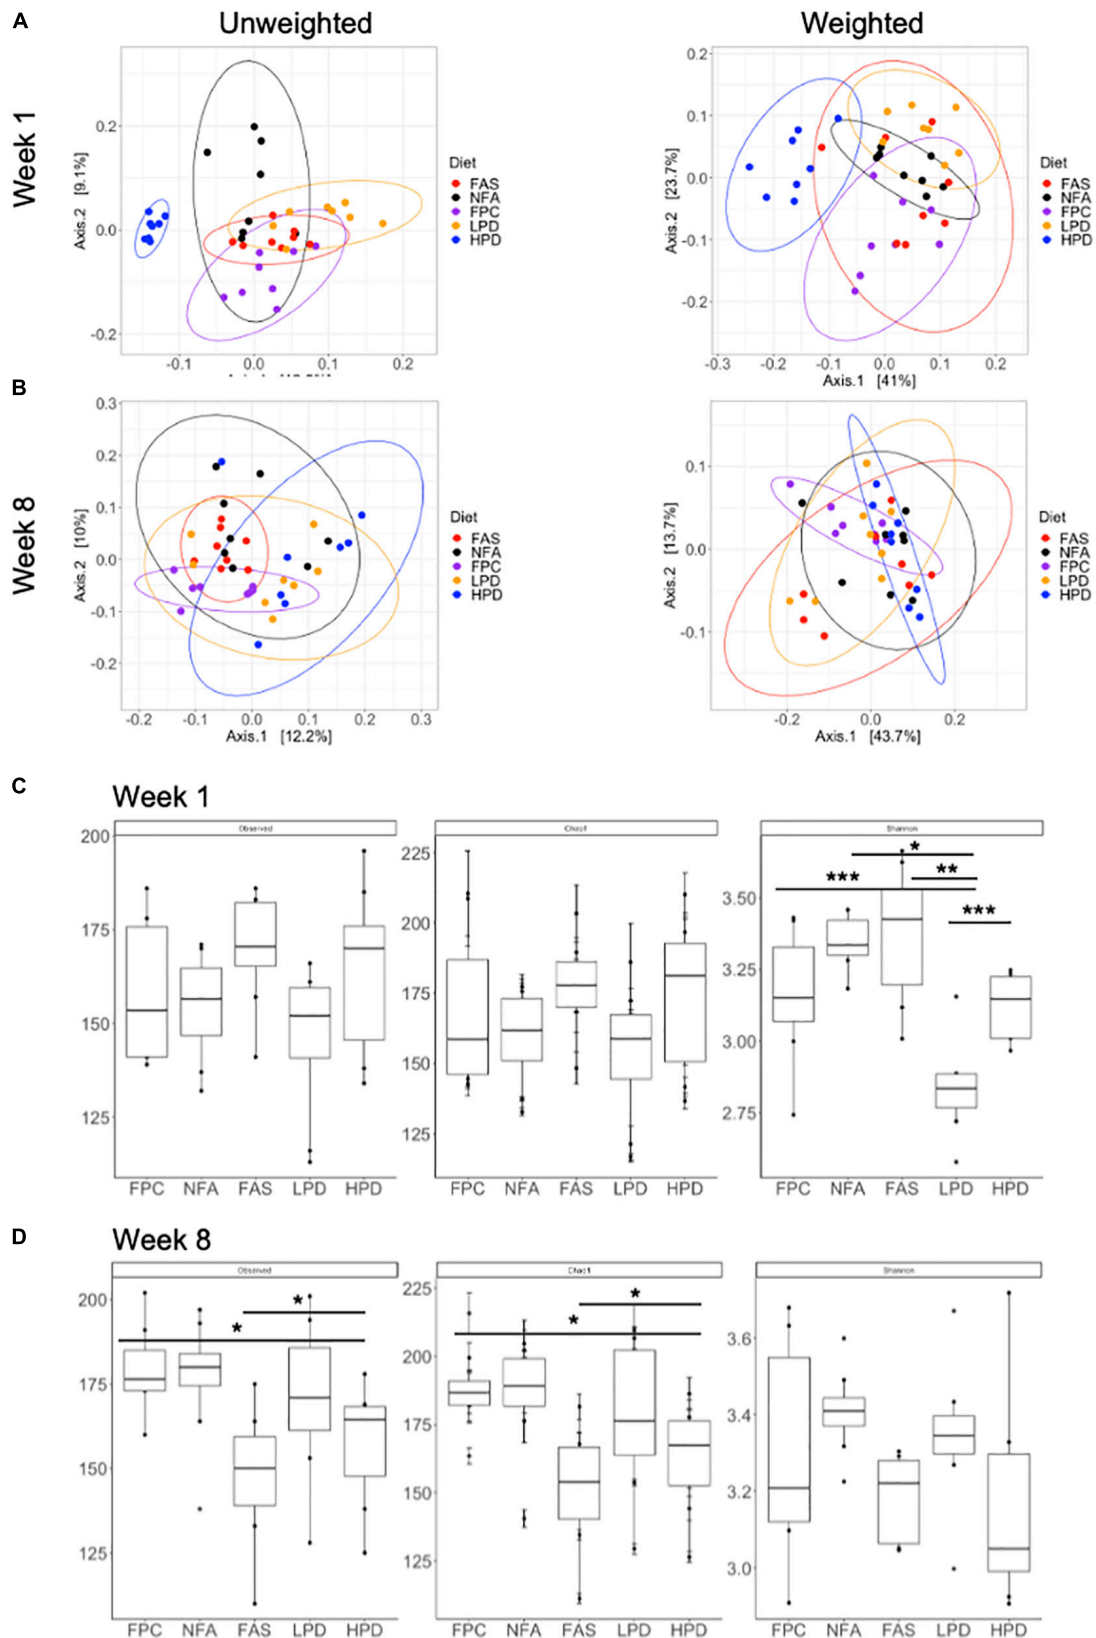 A
Unweighted
Weighted
Week 1
Axis.2 [9.1%]
0.2
0.0
-0.2
-0.1
0.0
0.1
0.2
Diet
FAS
NFA
FPC
LPD
HPD
Axis.2 [23.7%]
0.2
0.1
0.0
-0.1
-0.2
-0.3
-0.2
-0.1
0.0
0.1
0.2
Axis.1 [41%]
Diet
FAS
NFA
FPC
LPD
HPD
B
Week 8
Axis.2 [10%]
0.3
0.2
0.1
0.0
-0.1
-0.2
-0.2
-0.1
0.0
0.1
0.2
0.3
Axis.1 [12.2%]
Diet
FAS
NFA
FPC
LPD
HPD
Axis.2 [13.7%]
0.1
0.0
-0.1
-0.2
0.0
0.2
Axis.1 [43.7%]
Diet
FAS
NFA
FPC
LPD
HPD
C
Week 1
Observed
200
175
150
125
FPC NFA FAS LPD HPD
Chao1
225
200
175
150
125
FPC NFA FAS LPD HPD
Shannon
3.50
3.25
3.00
2.75
*
**
***
***
FPC NFA FAS LPD HPD
D
Week 8
Observed
200
175
150
125
*
*
FPC NFA FAS LPD HPD
Chao1
225
200
175
150
125
*
*
FPC NFA FAS LPD HPD
Shannon
3.6
3.4
3.2
3.0
FPC NFA FAS LPD HPD